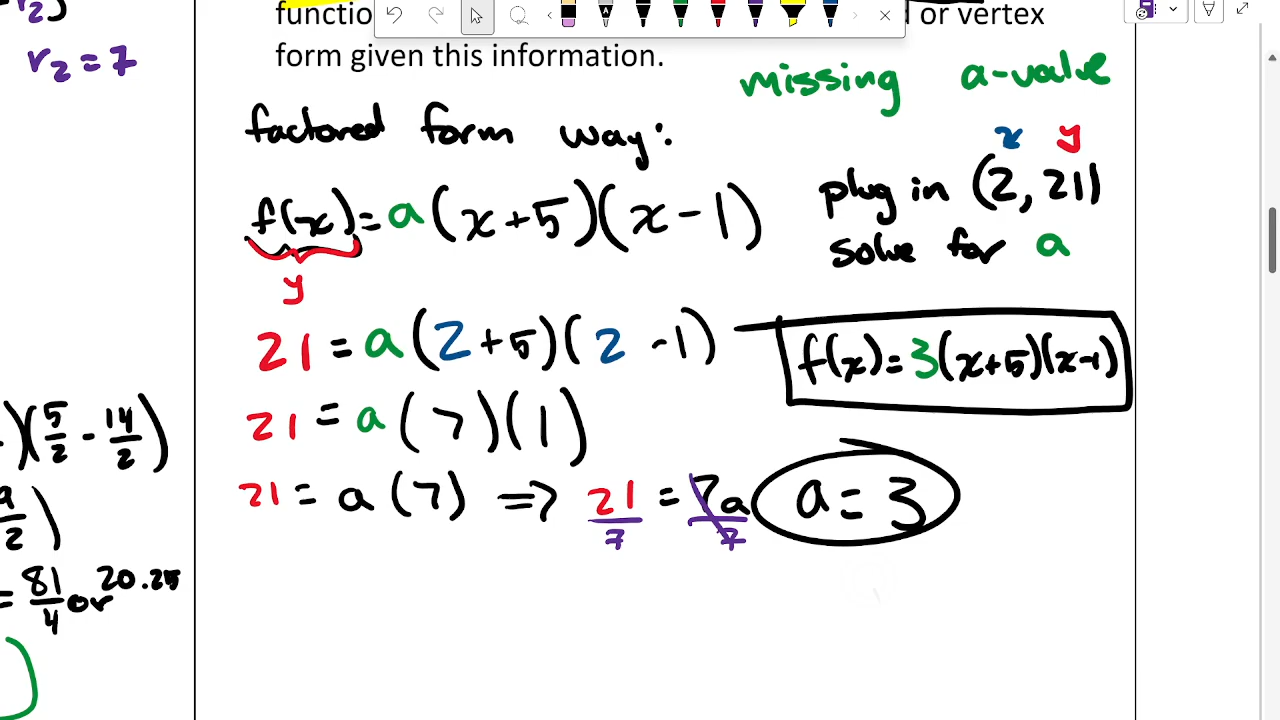 r₂ = 7
)(5/2 - 14/2)
2)
= 81/4 or 20.25
functio
or vertex
form given this information.
missing a-value
factored form way:
f(x) = a(x+5)(x-1)
y
x y
plug in (2, 21)
solve for a
21 = a(2+5)(2-1)
f(x) = 3(x+5)(x-1)
21 = a(7)(1)
21 = a(7) => 21/7 = 7a/7 a = 3